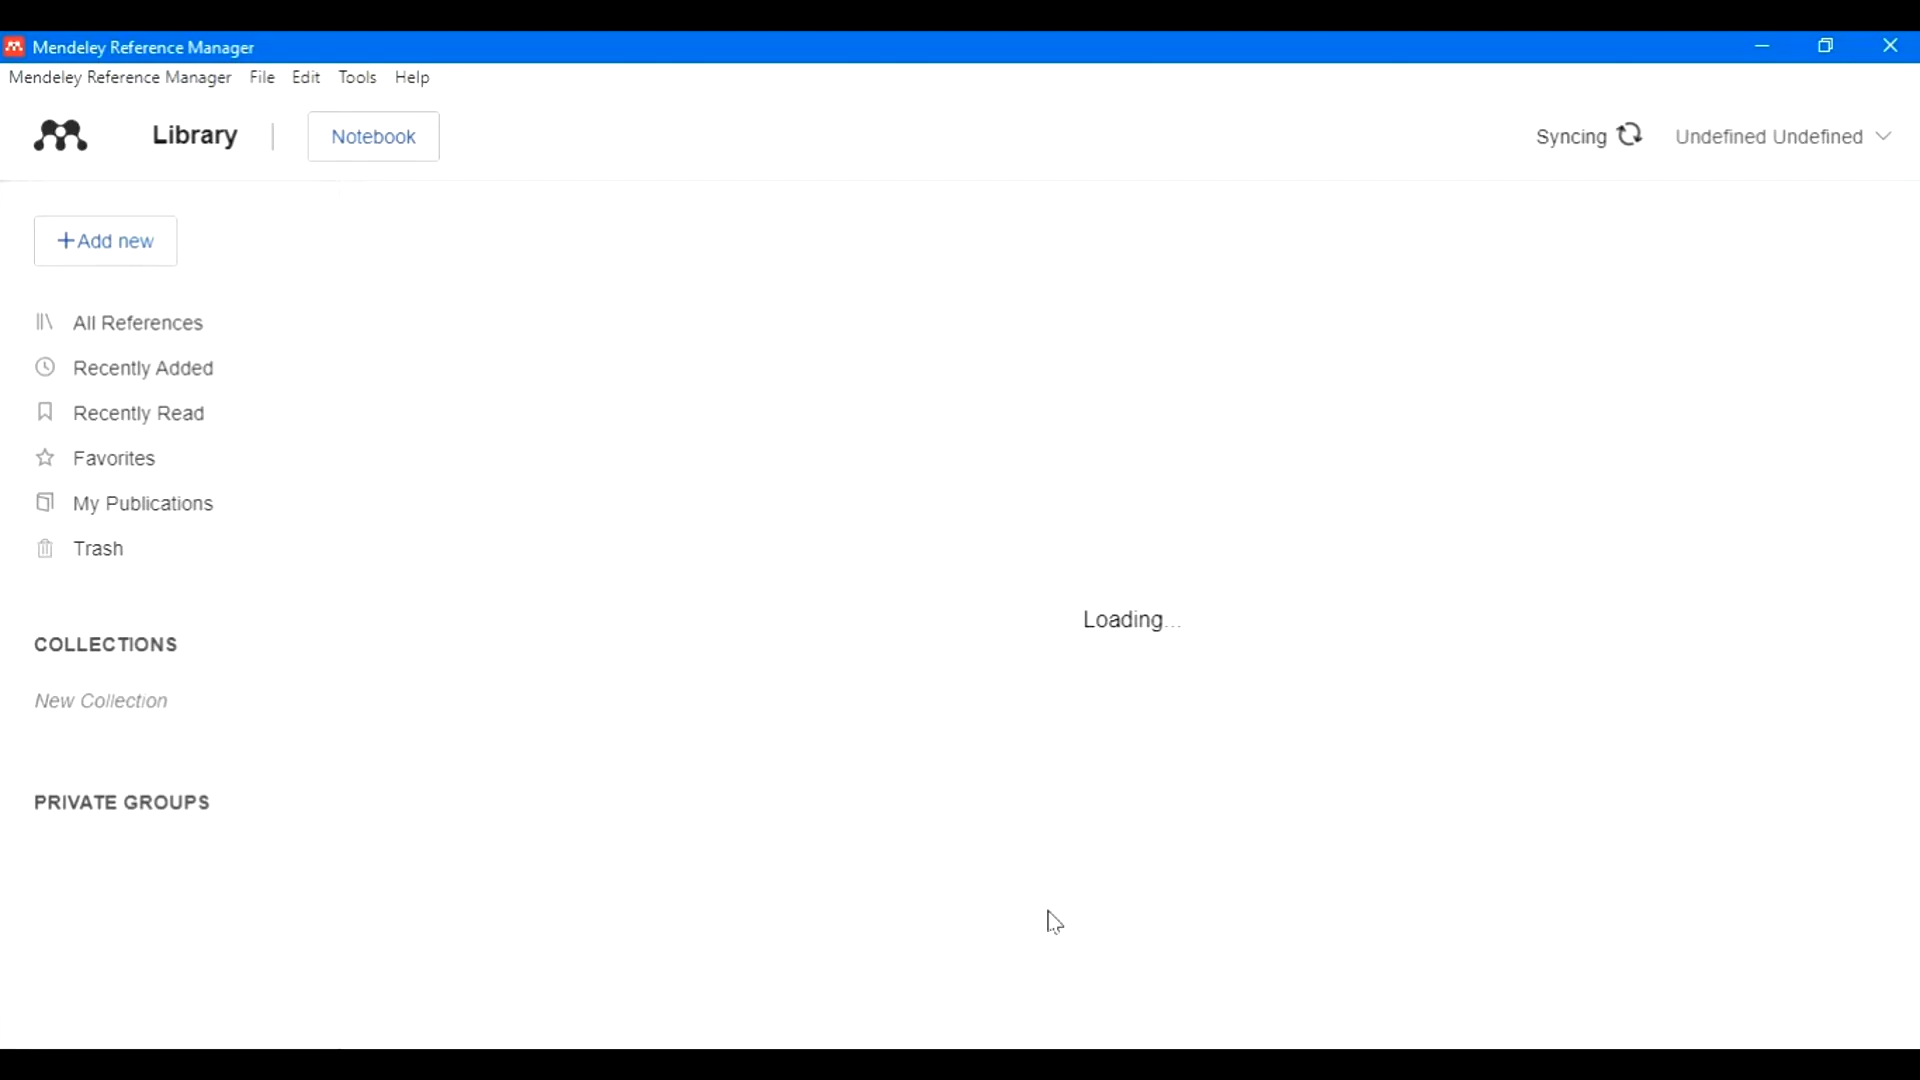 Mendeley Reference Manager
Mendeley Reference Manager File Edit Tools Help
Library Notebook Syncing Undefined Undefined
+Add new
All References
Recently Added
Recently Read
Favorites
My Publications
Trash
Loading...
COLLECTIONS
New Collection
PRIVATE GROUPS